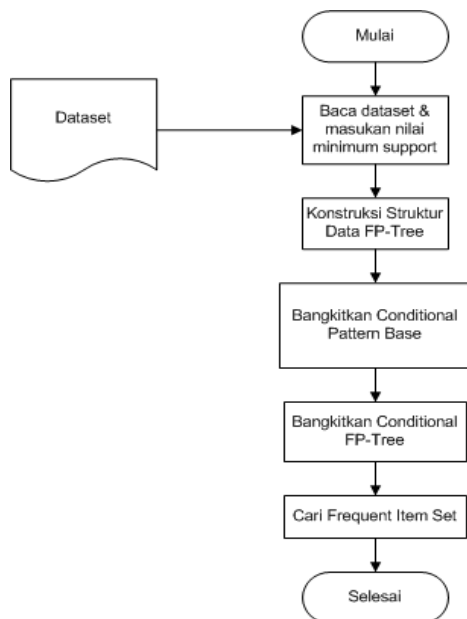 Mulai
Dataset
Baca dataset &
masukan nilai
minimum support
Konstruksi Struktur
Data FP-Tree
Bangkitkan Conditional
Pattern Base
Bangkitkan Conditional
FP-Tree
Cari Frequent Item Set
Selesai